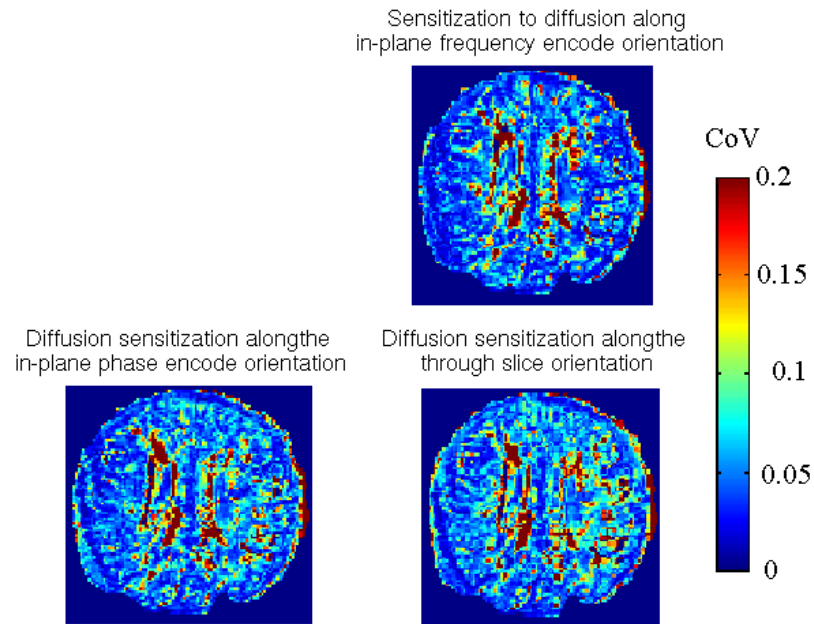 Sensitization to diffusion along
in-plane frequency encode orientation
CoV
0.2
0.15
0.1
0.05
0
Diffusion sensitization alongthe
in-plane phase encode orientation
Diffusion sensitization alongthe
through slice orientation